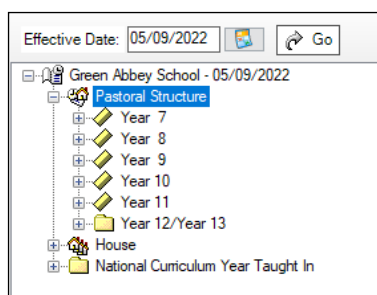 Effective Date: 05/09/2022 Go
Green Abbey School - 05/09/2022
Pastoral Structure
Year 7
Year 8
Year 9
Year 10
Year 11
Year 12/Year 13
House
National Curriculum Year Taught In